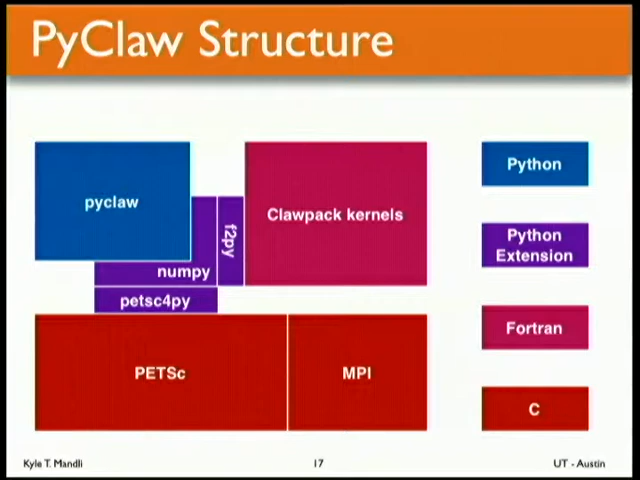 PyClaw Structure
pyclaw
f2py
numpy
petsc4py
Clawpack kernels
PETSc
MPI
Python
Python
Extension
Fortran
C
Kyle T. Mandli
17
UT - Austin